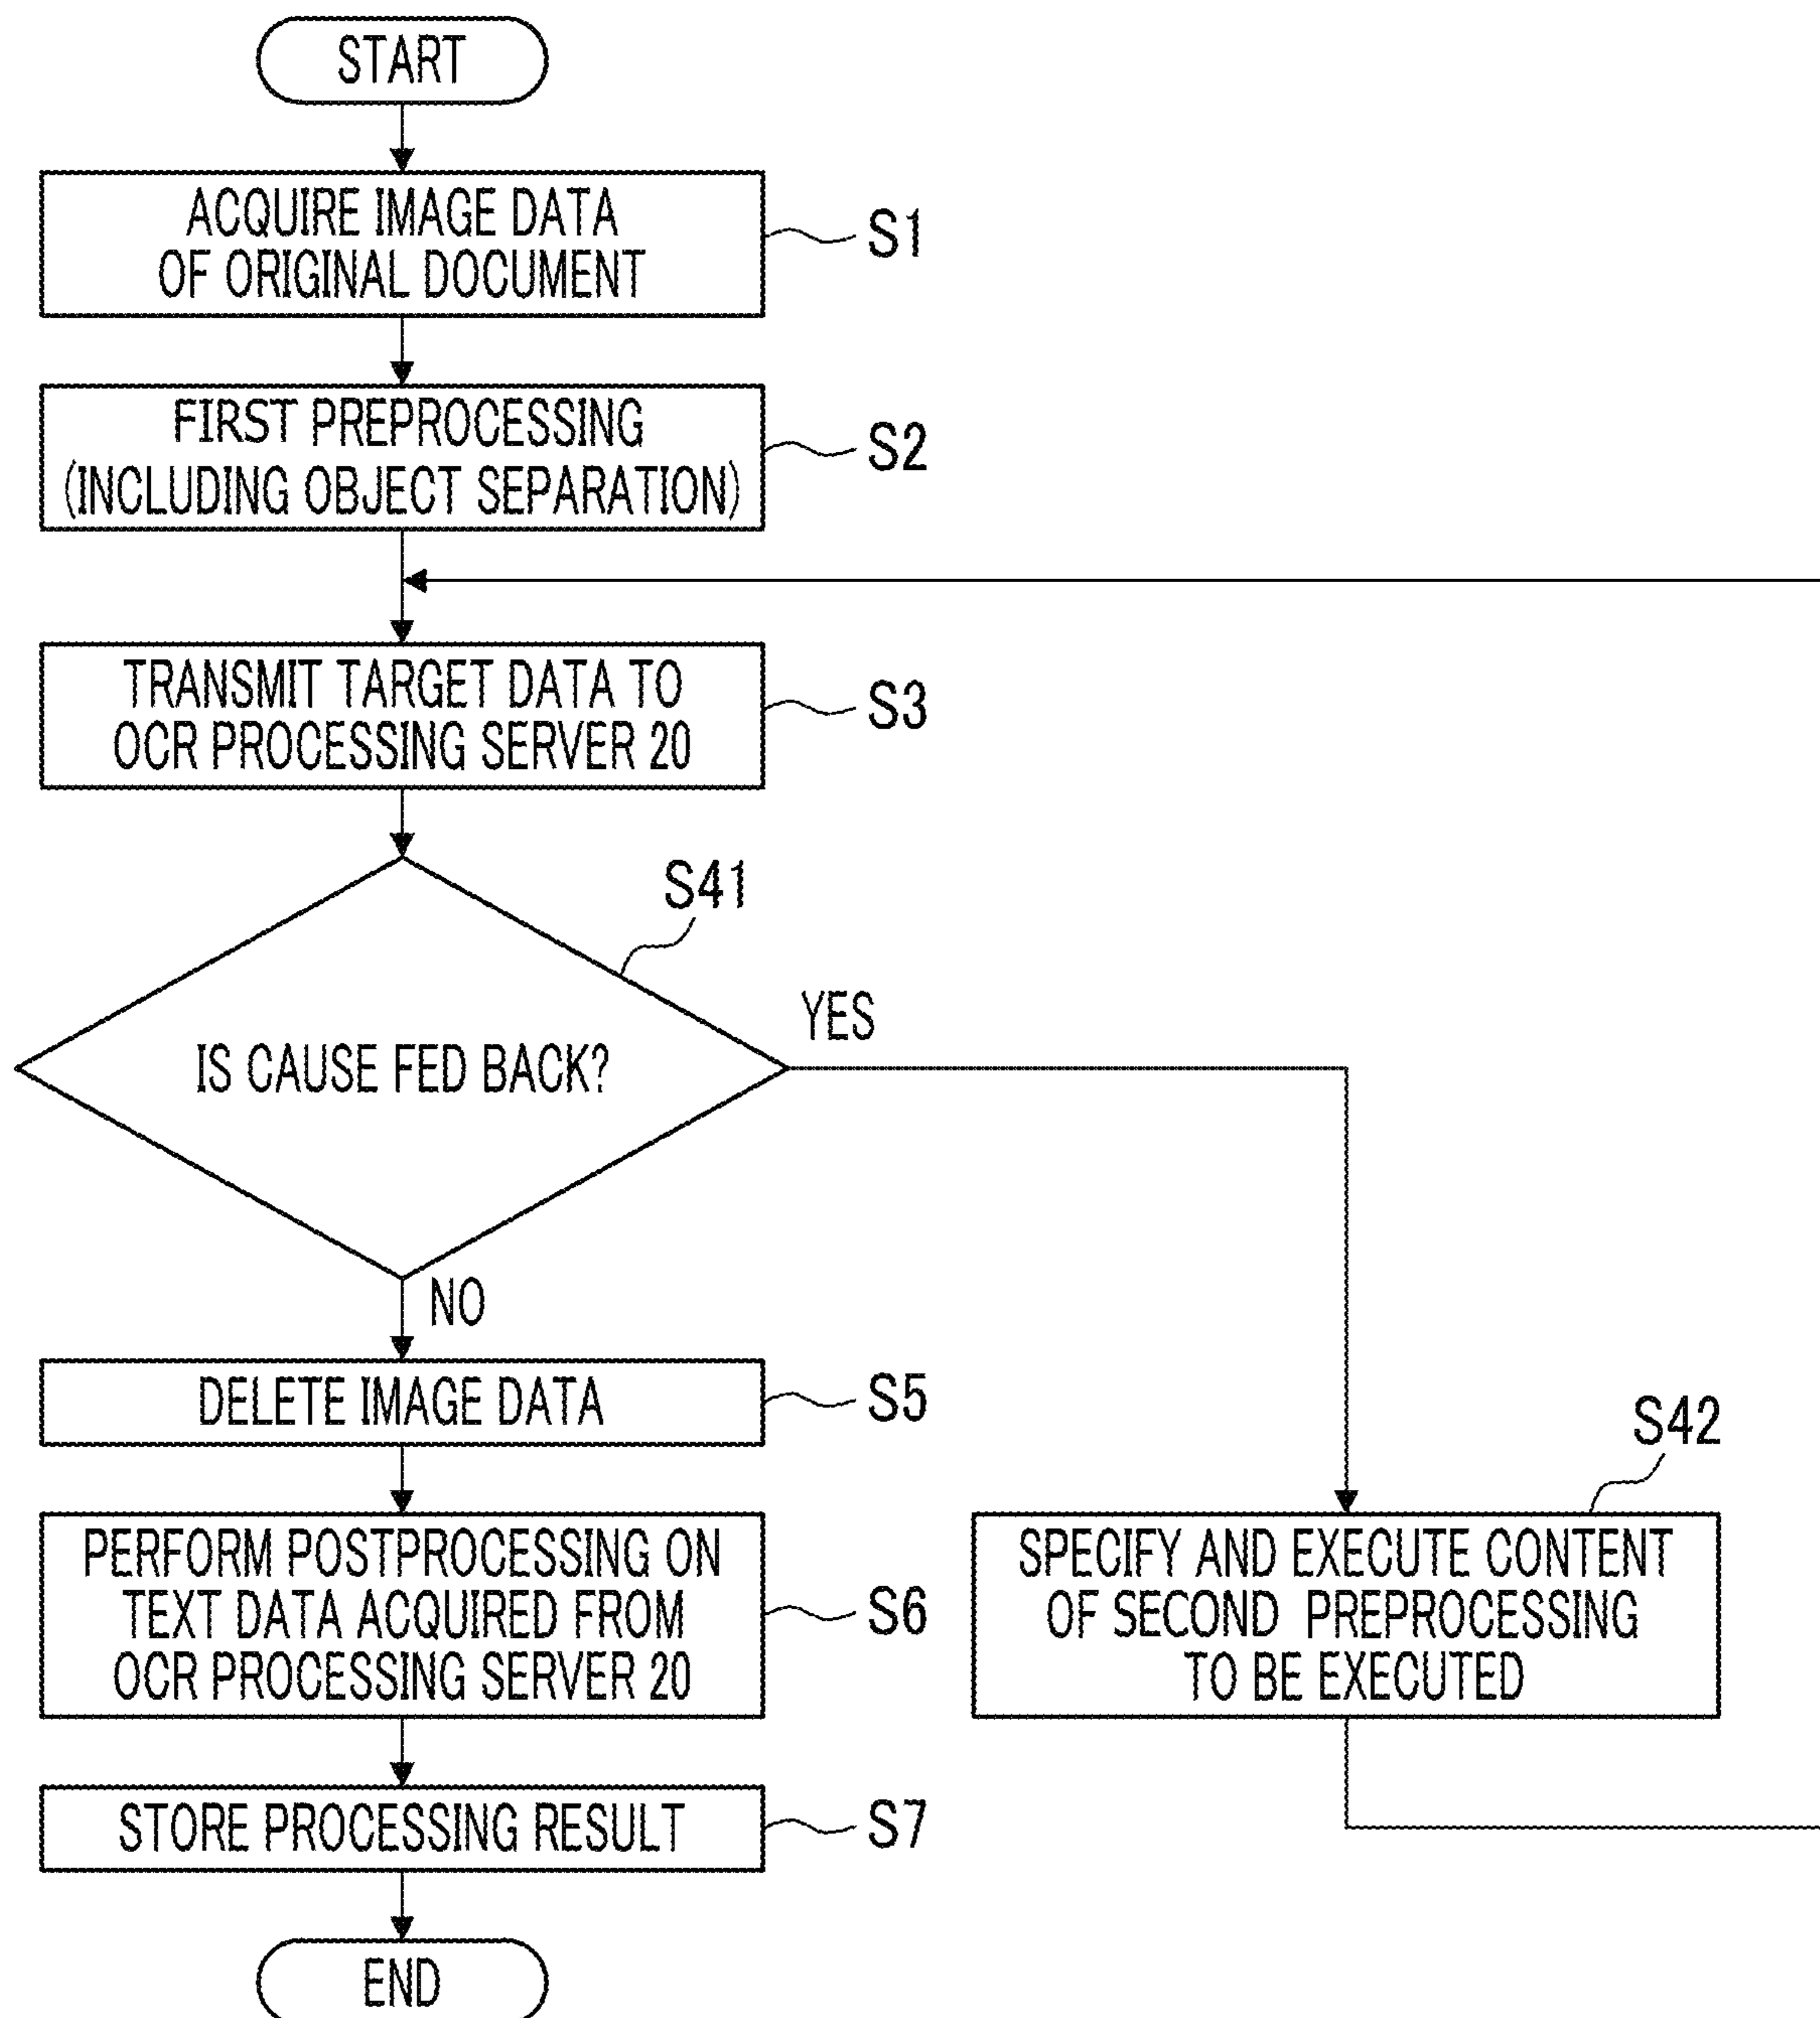 START
ACQUIRE IMAGE DATA
OF ORIGINAL DOCUMENT
S1
FIRST PREPROCESSING
(INCLUDING OBJECT SEPARATION)
S2
TRANSMIT TARGET DATA TO
OCR PROCESSING SERVER 20
S3
S41
IS CAUSE FED BACK?
YES
NO
DELETE IMAGE DATA
S5
S42
SPECIFY AND EXECUTE CONTENT
OF SECOND PREPROCESSING
TO BE EXECUTED
PERFORM POSTPROCESSING ON
TEXT DATA ACQUIRED FROM
OCR PROCESSING SERVER 20
S6
STORE PROCESSING RESULT
S7
END